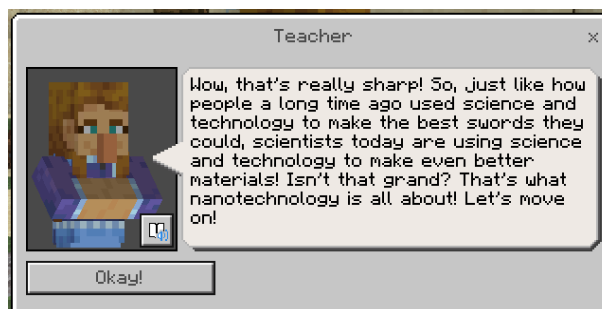 Teacher
x
Wow, that's really sharp! So, just like how
people a long time ago used science and
technology to make the best swords they
could, scientists today are using science
and technology to make even better
materials! Isn't that grand? That's what
nanotechnology is all about! Let's move
on!
Okay!